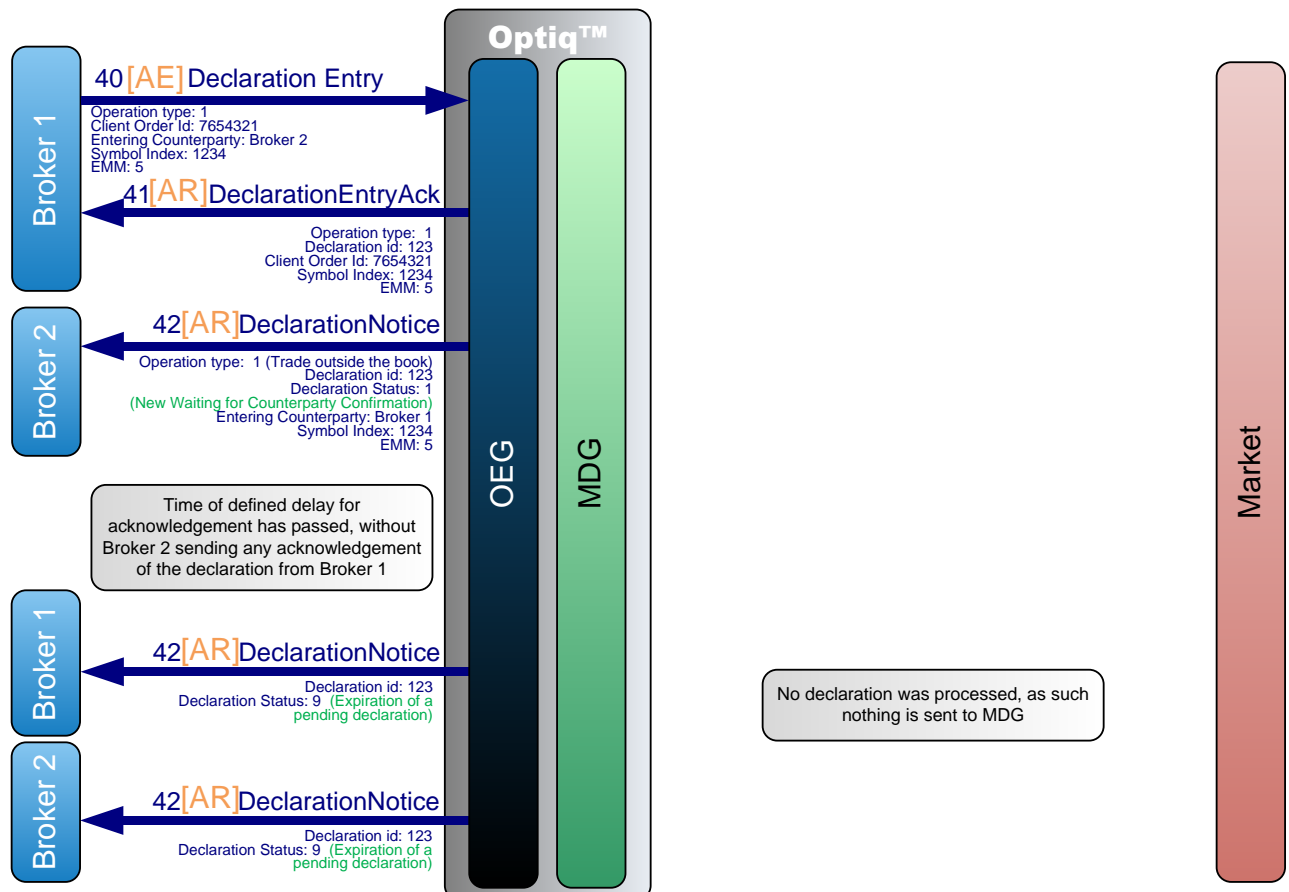 Optiq™
Broker 1
40 [AE] Declaration Entry
Operation type: 1
Client Order Id: 7654321
Entering Counterparty: Broker 2
Symbol Index: 1234
EMM: 5
41[AR]DeclarationEntryAck
Operation type:  1
Declaration id: 123
Client Order Id: 7654321
Symbol Index: 1234
EMM: 5
Broker 2
42[AR]DeclarationNotice
Operation type:  1 (Trade outside the book)
Declaration id: 123
Declaration Status: 1
(New Waiting for Counterparty Confirmation)
Entering Counterparty: Broker 1
Symbol Index: 1234
EMM: 5
OEG
MDG
Market
Time of defined delay for
acknowledgement has passed, without
Broker 2 sending any acknowledgement
of the declaration from Broker 1
Broker 1
42[AR]DeclarationNotice
Declaration id: 123
Declaration Status: 9  (Expiration of a
pending declaration)
No declaration was processed, as such
nothing is sent to MDG
Broker 2
42[AR]DeclarationNotice
Declaration id: 123
Declaration Status: 9  (Expiration of a
pending declaration)